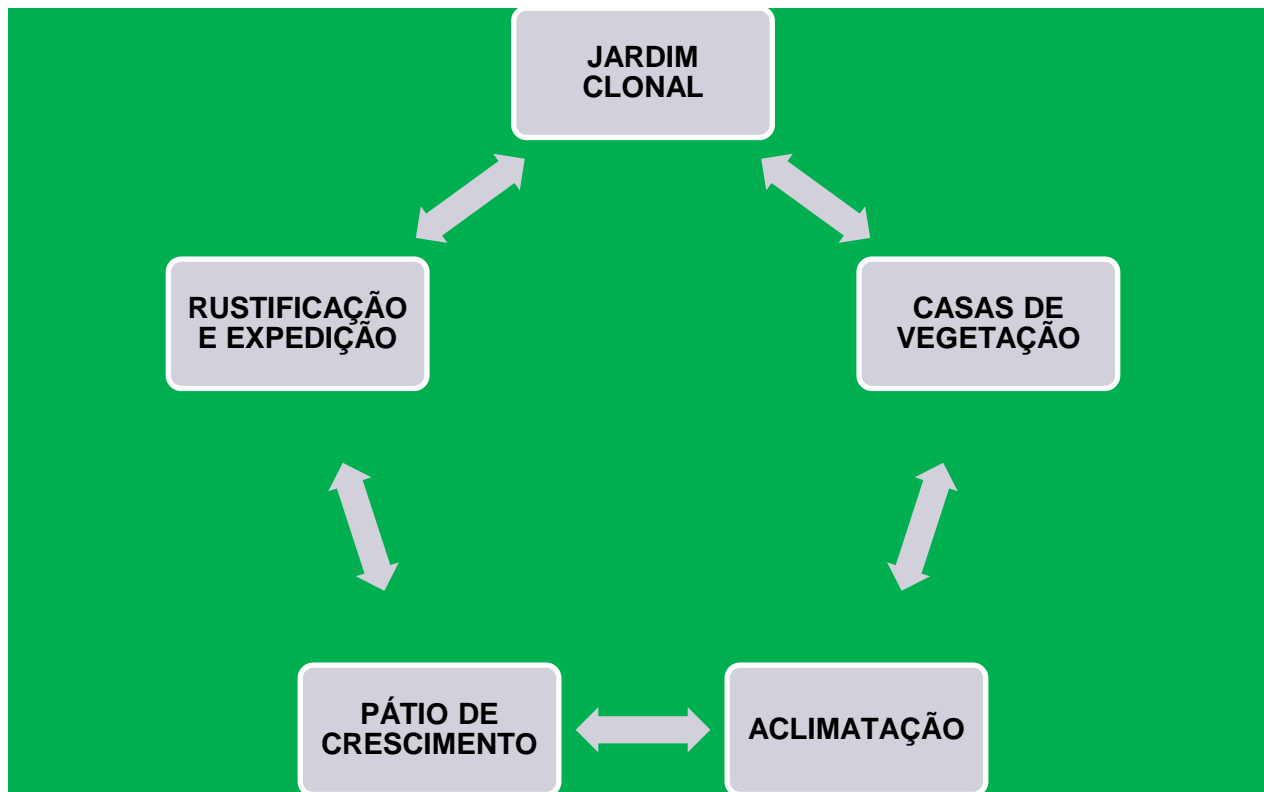 JARDIM
CLONAL
RUSTIFICAÇÃO
E EXPEDIÇÃO
CASAS DE
VEGETAÇÃO
PÁTIO DE
CRESCIMENTO
ACLIMATAÇÃO